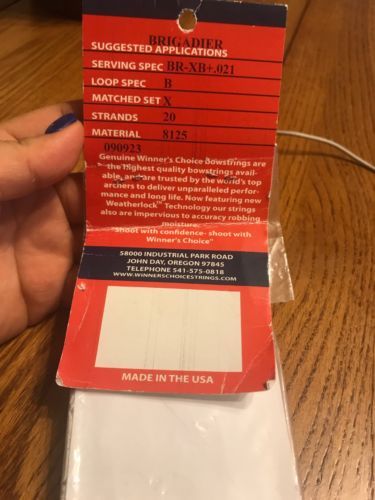 BRIGADIER
SUGGESTED APPLICATIONS
SERVING SPEC BR-XB+.021
LOOP SPEC B
MATCHED SET X
STRANDS 20
MATERIAL 8125
090923
Genuine Winner's Choice bowstrings are
the highest quality bowstrings avail-
able, and are trusted by the world's top
archers to deliver unparalleled perfor-
mance and long life. Now featuring new
Weatherlock™ Technology our strings
also are impervious to accuracy robbing
moisture.
"Shoot with confidence- shoot with
Winner's Choice"
58000 INDUSTRIAL PARK ROAD
JOHN DAY, OREGON 97845
TELEPHONE 541-575-0818
WWW.WINNERSCHOICESTRINGS.COM
MADE IN THE USA